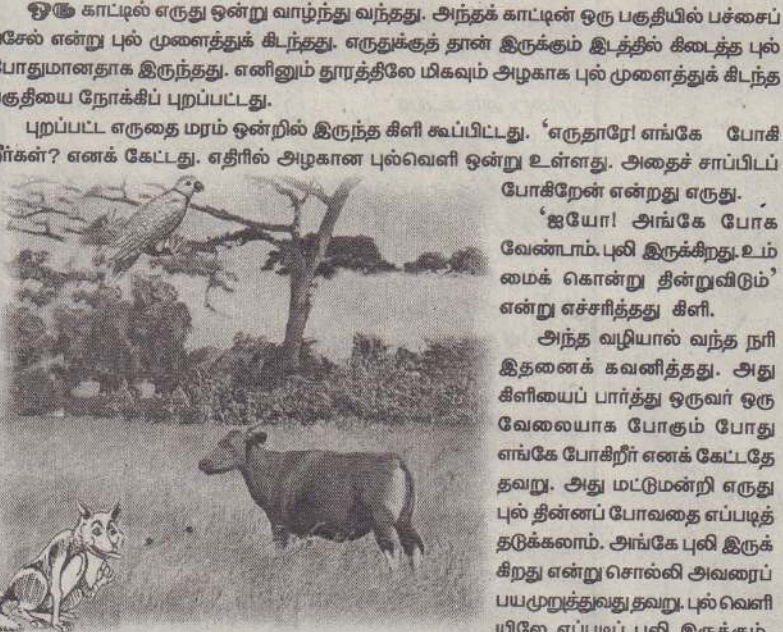 ஒரு காட்டில் எருது ஒன்று வாழ்ந்து வந்தது. அந்தக் காட்டின் ஒரு பகுதியில் பச்சைப்
சேல் என்று புல் முளைத்துக் கிடந்தது. எருதுக்குத் தான் இருக்கும் இடத்தில் கிடைத்த புல்
போதுமானதாக இருந்தது. எனினும் தூரத்திலே மிகவும் அழகாக புல் முளைத்துக் கிடந்த
குதியை நோக்கிப் புறப்பட்டது.
புறப்பட்ட எருதை மரம் ஒன்றில் இருந்த கிளி கூப்பிட்டது. ‘எருதாரே! எங்கே போகி
ர்கள்? எனக் கேட்டது. எதிரில் அழகான புல்வெளி ஒன்று உள்ளது. அதைச் சாப்பிடப்
போகிறேன் என்றது எருது.
‘ஐயோ! அங்கே போக
வேண்டாம். புலி இருக்கிறது. உம்
மைக் கொன்று தின்றுவிடும்’
என்று எச்சரித்தது கிளி.
அந்த வழியால் வந்த நரி
இதனைக் கவனித்தது. அது
கிளியைப் பார்த்து ஒருவர் ஒரு
வேலையாக போகும் போது
எங்கே போகிறீர் எனக் கேட்டதே
தவறு. அது மட்டுமன்றி எருது
புல் தின்னப் போவதை எப்படித்
தடுக்கலாம். அங்கே புலி இருக்
கிறது என்று சொல்லி அவரைப்
பயமுறுத்துவது தவறு. புல் வெளி
யிலே எப்படிப் புலி இருக்கும்.